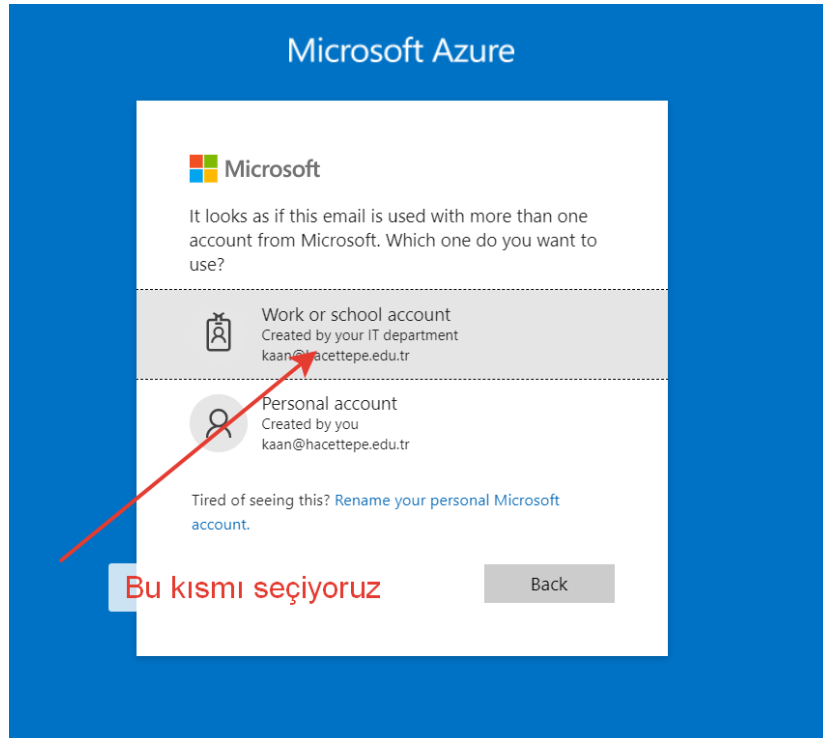 Microsoft Azure
Microsoft
It looks as if this email is used with more than one
account from Microsoft. Which one do you want to
use?
Work or school account
Created by your IT department
kaan@hacettepe.edu.tr
Personal account
Created by you
kaan@hacettepe.edu.tr
Tired of seeing this? Rename your personal Microsoft
account.
Bu kısmı seçiyoruz
Back